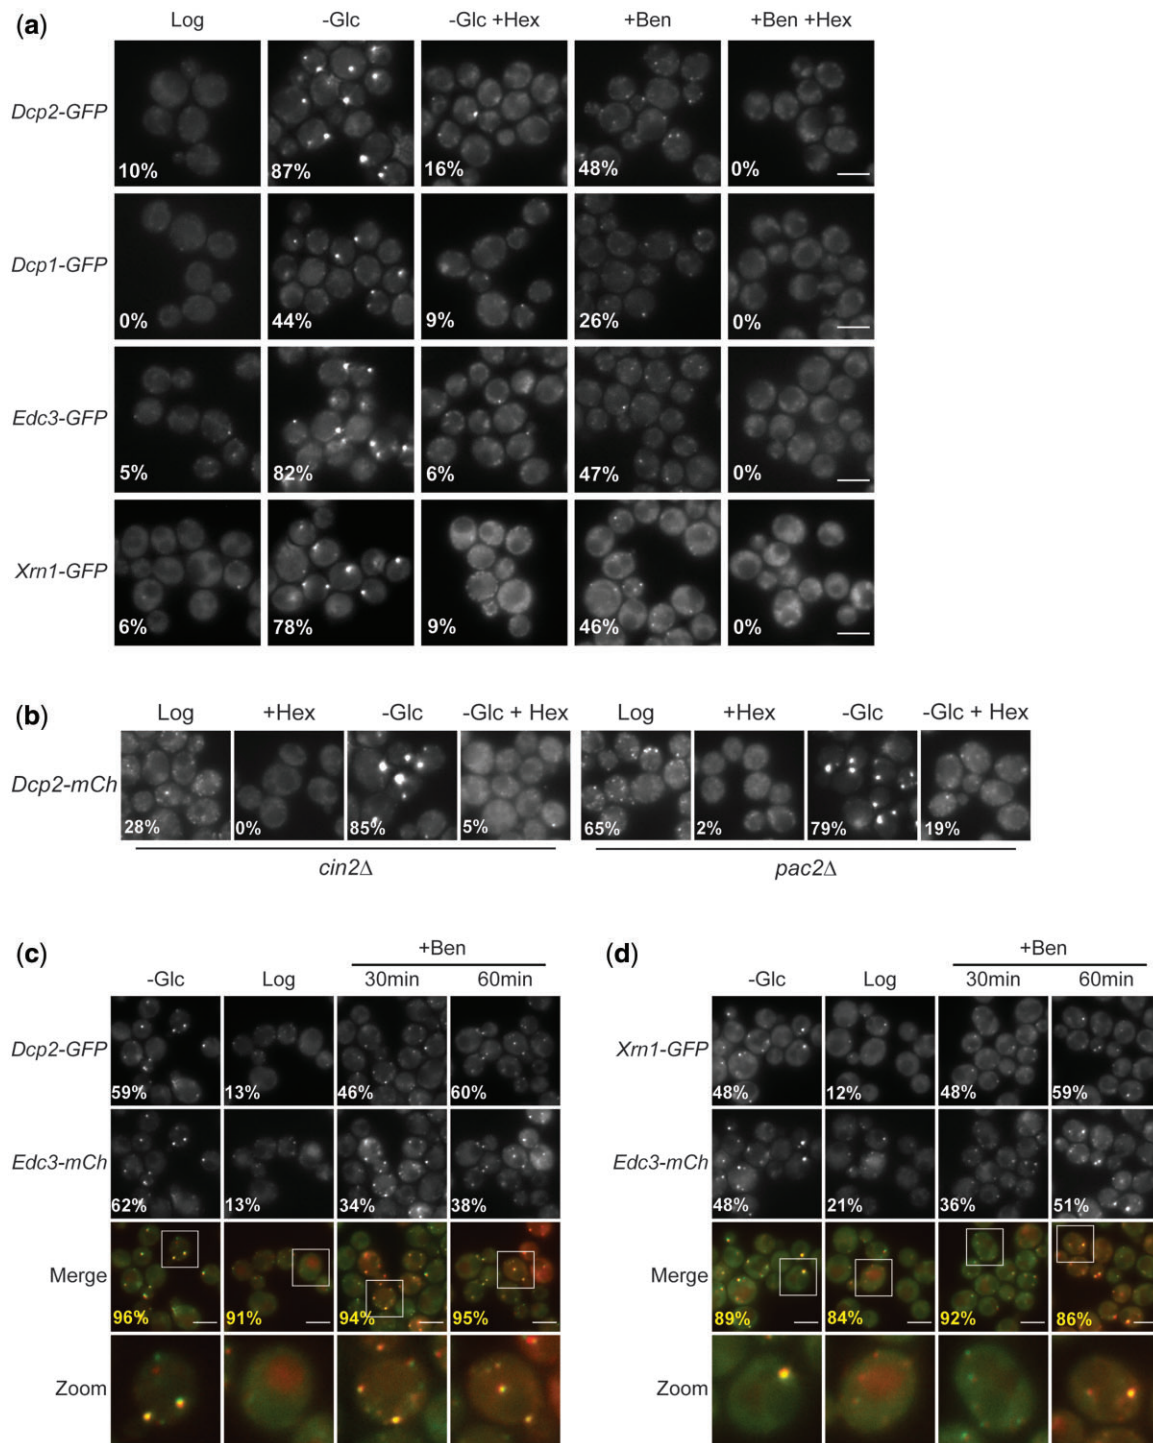 (a)
Log -Glc -Glc +Hex +Ben +Ben +Hex
Dcp2-GFP
10% 87% 16% 48% 0%
Dcp1-GFP
0% 44% 9% 26% 0%
Edc3-GFP
5% 82% 6% 47% 0%
Xrn1-GFP
6% 78% 9% 46% 0%
(b)
Log +Hex -Glc -Glc + Hex Log +Hex -Glc -Glc + Hex
Dcp2-mCh
28% 0% 85% 5% 65% 2% 79% 19%
cin2Δ pac2Δ
(c)
+Ben
-Glc Log 30min 60min
Dcp2-GFP
59% 13% 46% 60%
Edc3-mCh
62% 13% 34% 38%
Merge
96% 91% 94% 95%
Zoom
(d)
+Ben
-Glc Log 30min 60min
Xrn1-GFP
48% 12% 48% 59%
Edc3-mCh
48% 21% 36% 51%
Merge
89% 84% 92% 86%
Zoom